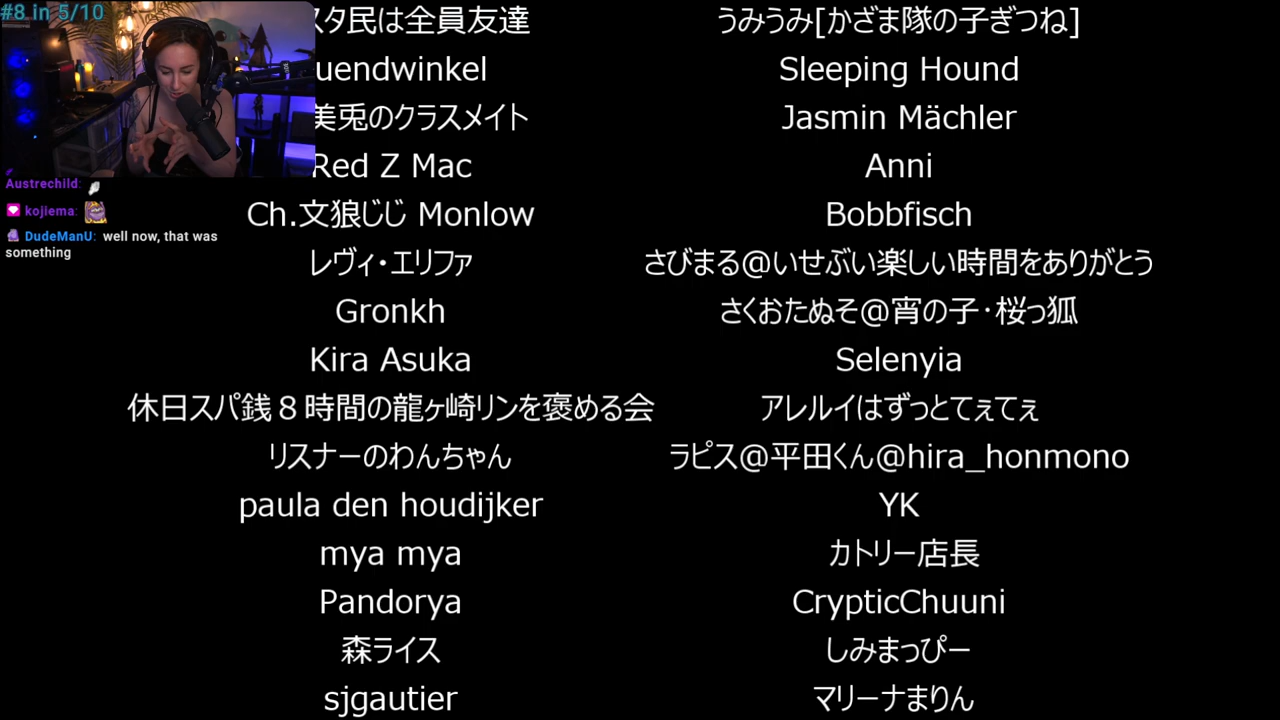 #8 in 5/10
スタ民は全員友達
うみうみ[かざま隊の子ぎつね]
uendwinkel
Sleeping Hound
美兎のクラスメイト
Jasmin Mächler
Red Z Mac
Anni
Austrechild:
kojiema:
DudeManU: well now, that was
something
Ch.文狼じじ Monlow
Bobbfisch
レヴィ・エリファ
さびまる@いせぶい楽しい時間をありがとう
Gronkh
さくおたぬそ@宵の子・桜っ狐
Kira Asuka
Selenyia
休日スパ銭８時間の龍ヶ崎リンを褒める会
アレルイはずっとてぇてぇ
リスナーのわんちゃん
ラピス@平田くん@hira_honmono
paula den houdijker
YK
mya mya
カトリー店長
Pandorya
CrypticChuuni
森ライス
しみまっぴー
sjgautier
マリーナまりん